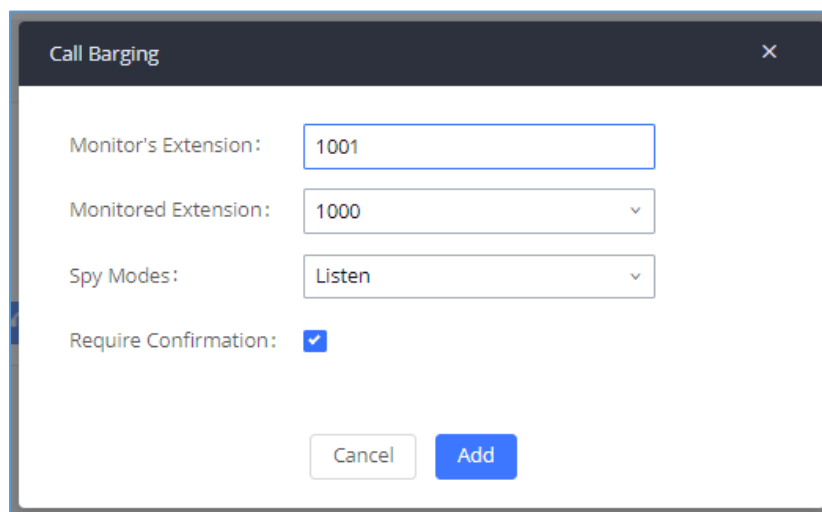 Call Barging
Monitor's Extension: 1001
Monitored Extension: 1000
Spy Modes: Listen
Require Confirmation:
Cancel Add